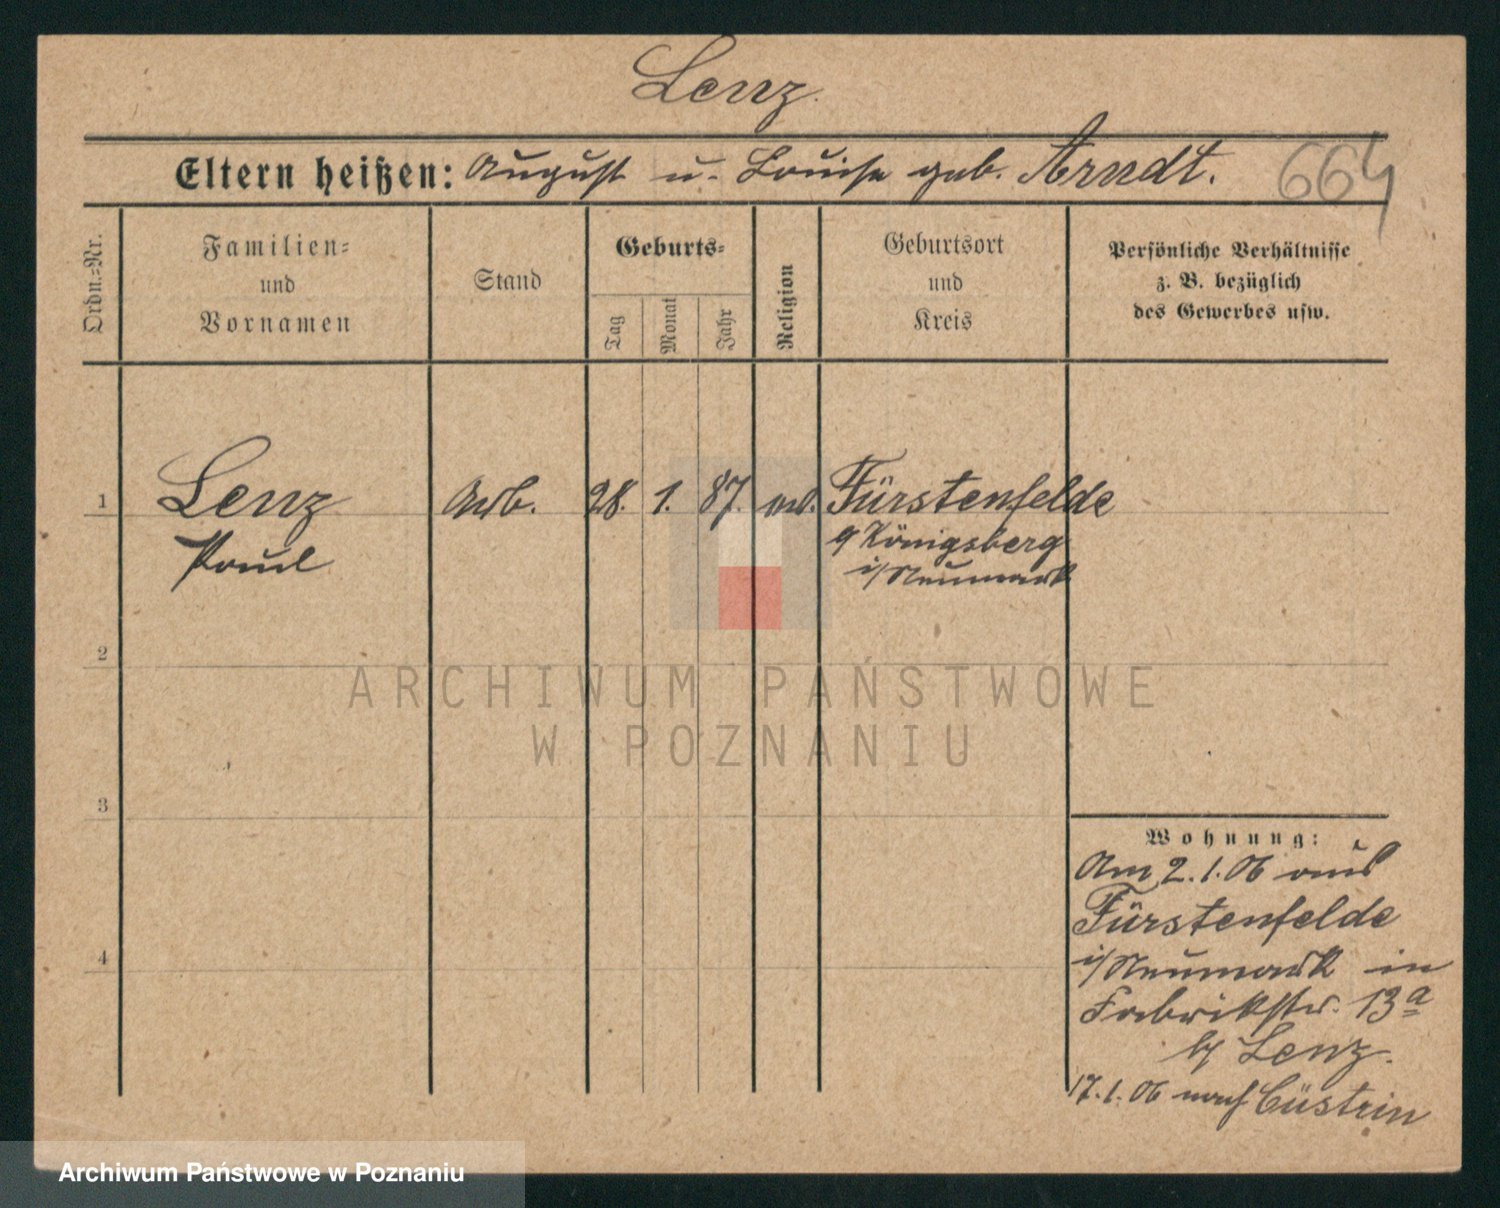 Lenz.
Eltern heißen: August u. Louise geb. Arndt. 664
Ordn.=Nr.
Familien=
und
Vornamen
Stand
Geburts=
Tag
Monat
Jahr
Religion
Geburtsort
und
Kreis
Persönliche Verhältnisse
z. B. bezüglich
des Gewerbes usw.
1 Lenz Arb. 28. 1. 87. ev. Fürstenfelde
Paul
Königsberg
i/Neumark
2
ARCHIWUM PAŃSTWOWE
W POZNANIU
3
Wohnung:
Am 2.1.06 aus
Fürstenfelde
i/Neumark in
Fabrikstr. 13a
b/ Lenz.
17.1.06 nach Cüstrin
4
Archiwum Państwowe w Poznaniu